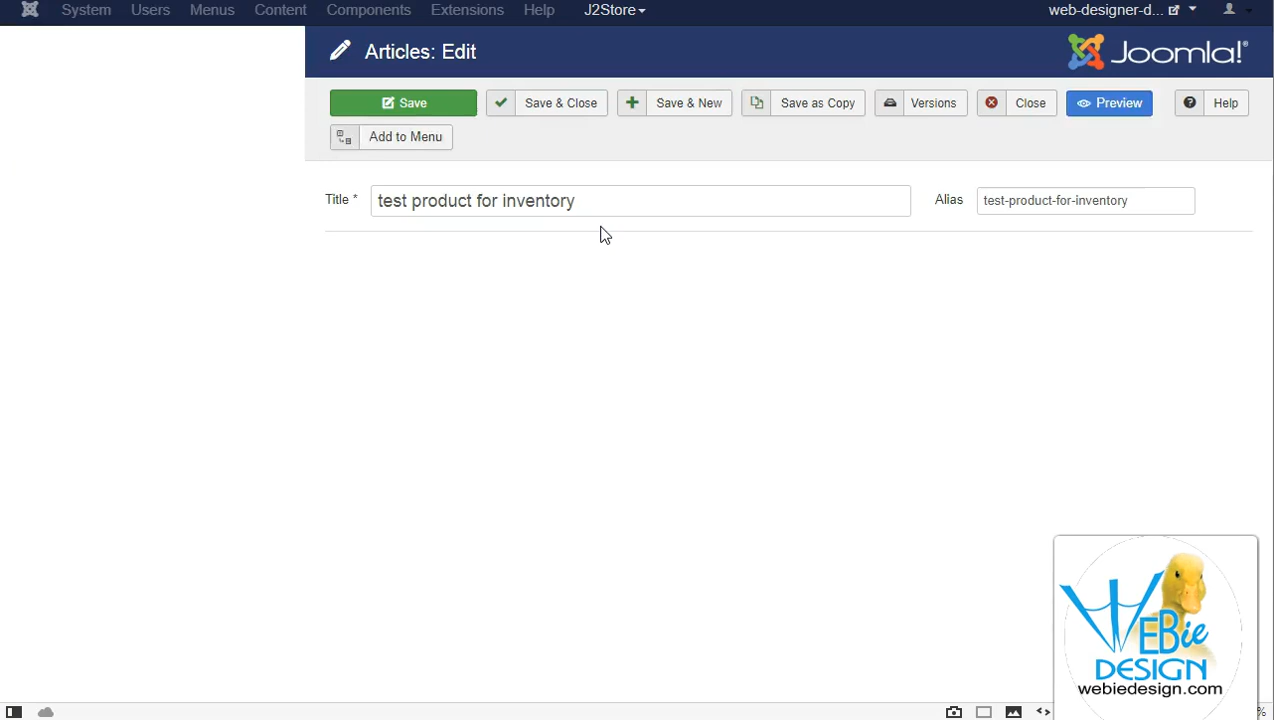 System Users Menus Content Components Extensions Help J2Store web-designer-d...
Articles: Edit
Joomla!®
Save Save & Close Save & New Save as Copy Versions Close Preview Help
Add to Menu
Title * test product for inventory Alias test-product-for-inventory
WEBie
DESIGN
webiedesign.com
%